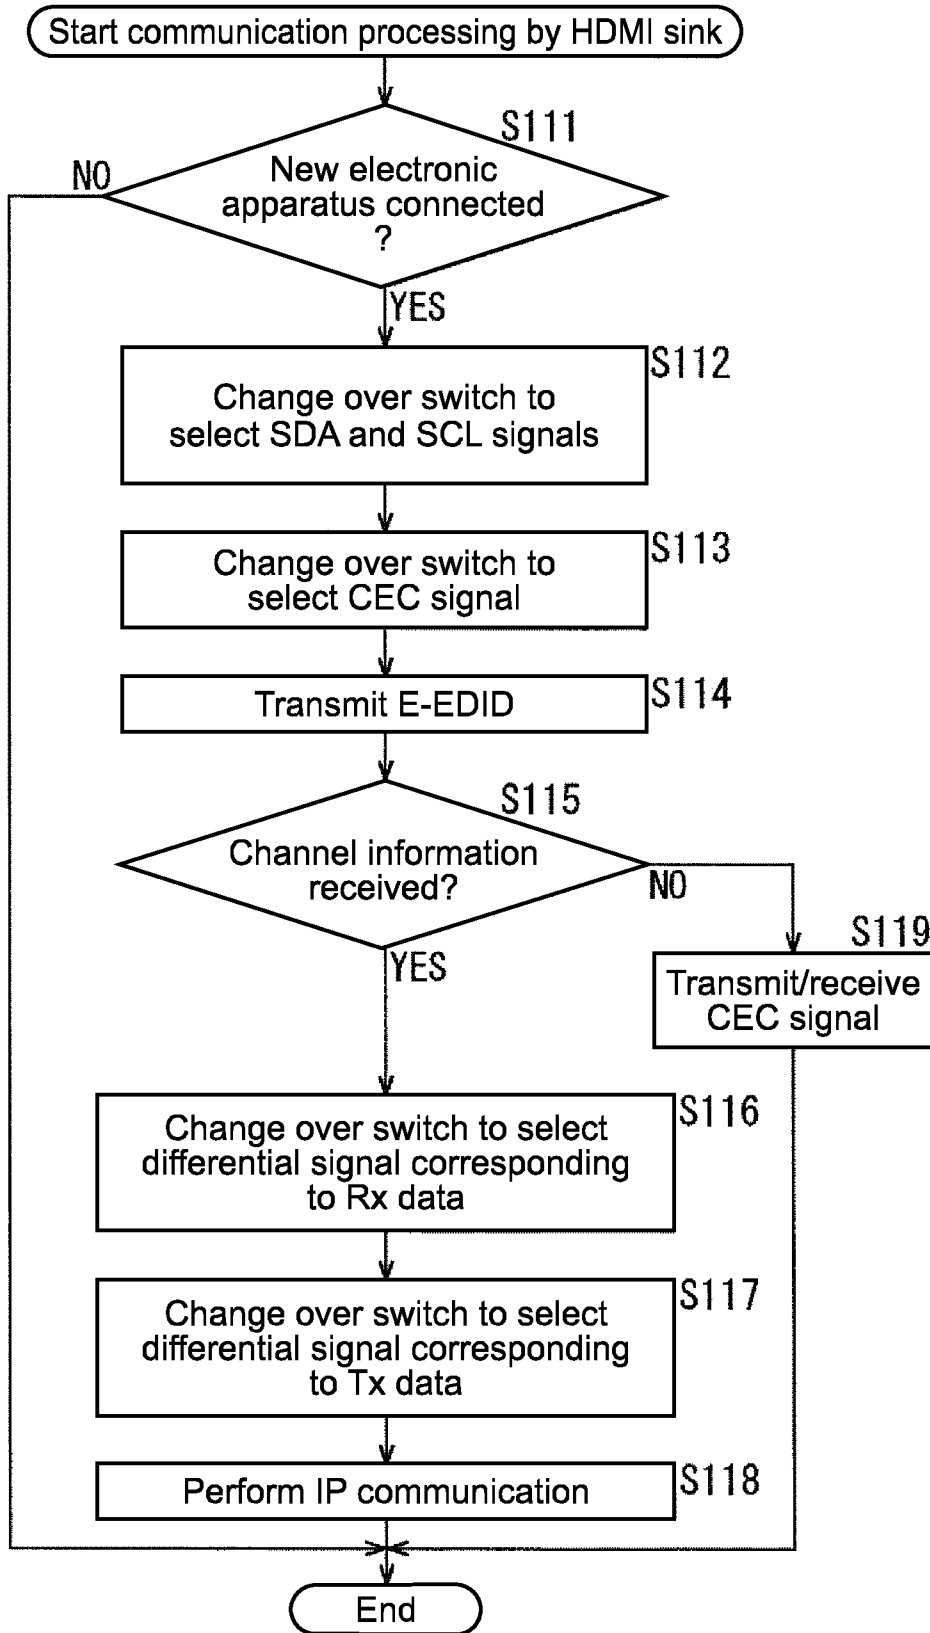 Start communication processing by HDMI sink
S111
NO
New electronic
apparatus connected
?
YES
S112
Change over switch to
select SDA and SCL signals
S113
Change over switch to
select CEC signal
S114
Transmit E-EDID
S115
Channel information
received?
NO
YES
S119
Transmit/receive
CEC signal
S116
Change over switch to select
differential signal corresponding
to Rx data
S117
Change over switch to select
differential signal corresponding
to Tx data
S118
Perform IP communication
End